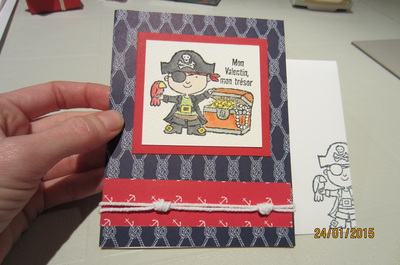 Mon
Valentin,
mon trésor
24/01/2015